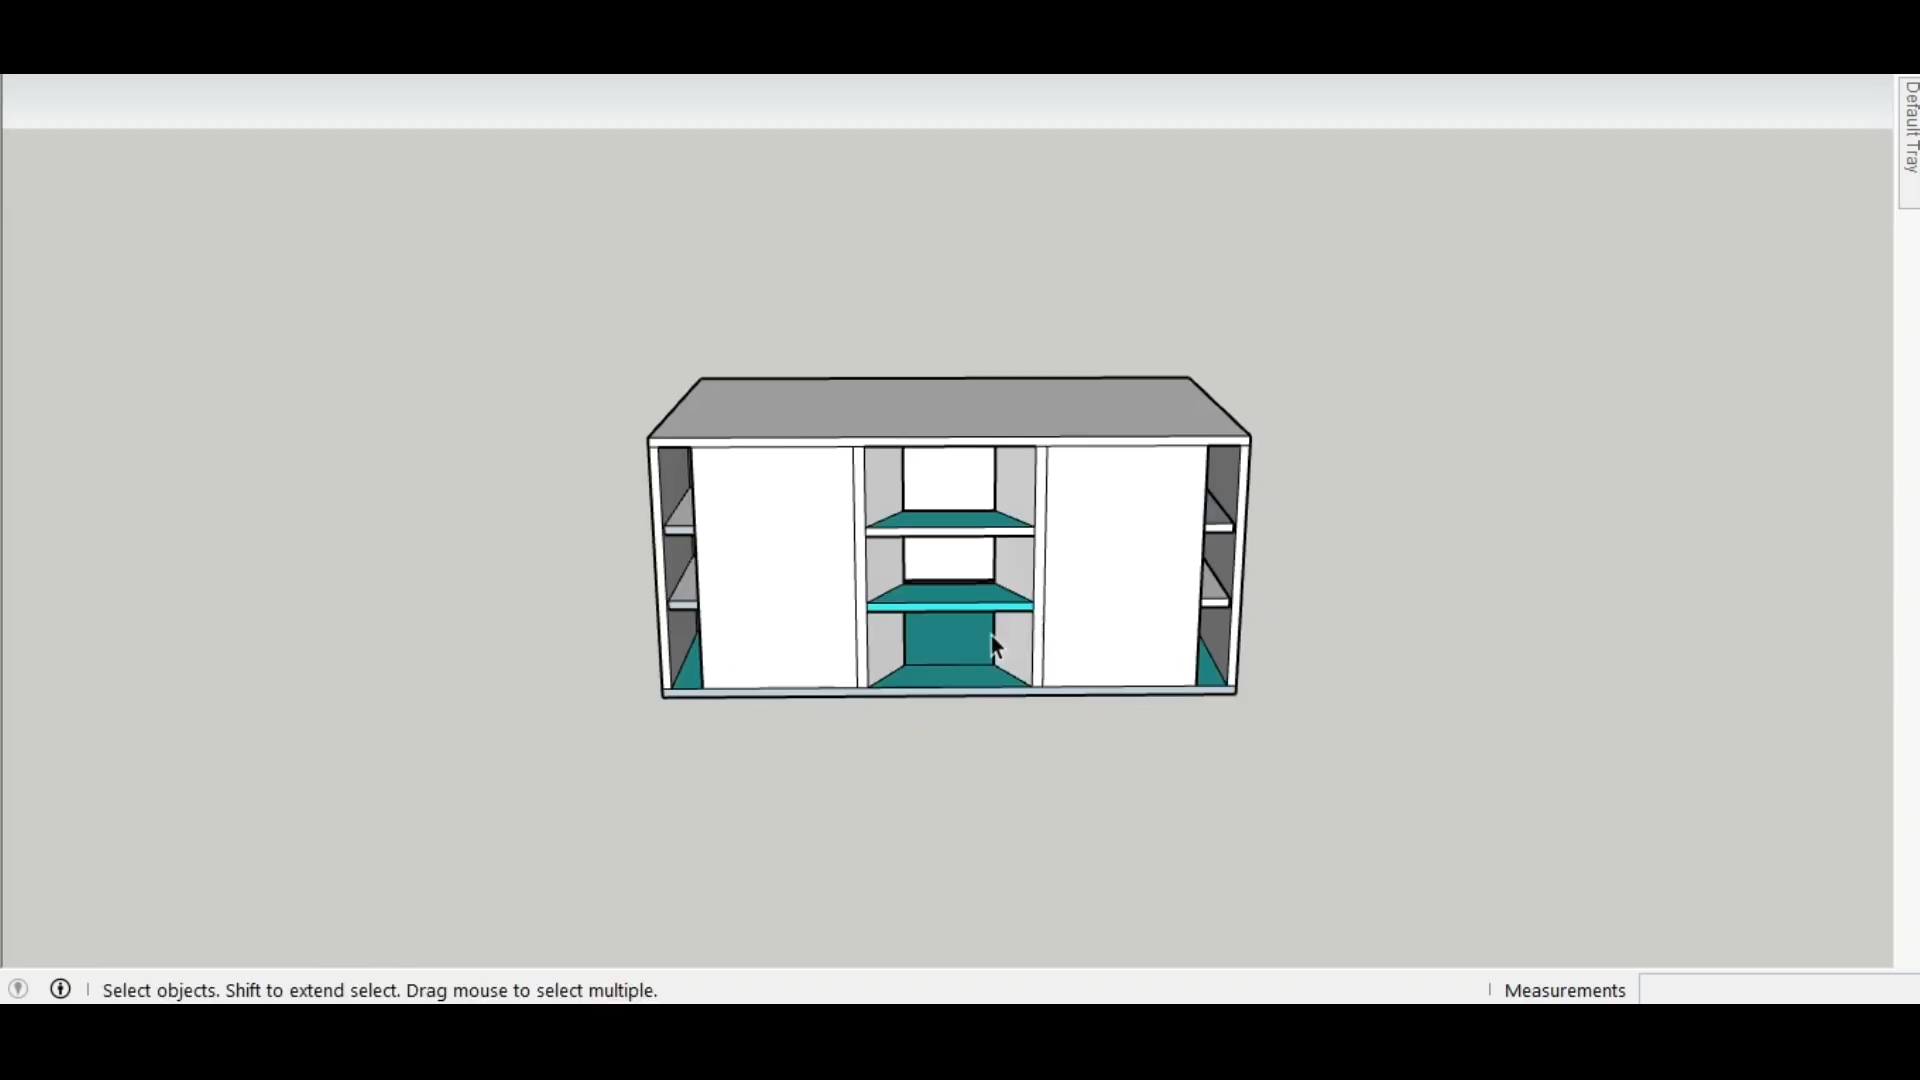 Default Tray
Select objects. Shift to extend select. Drag mouse to select multiple.
Measurements